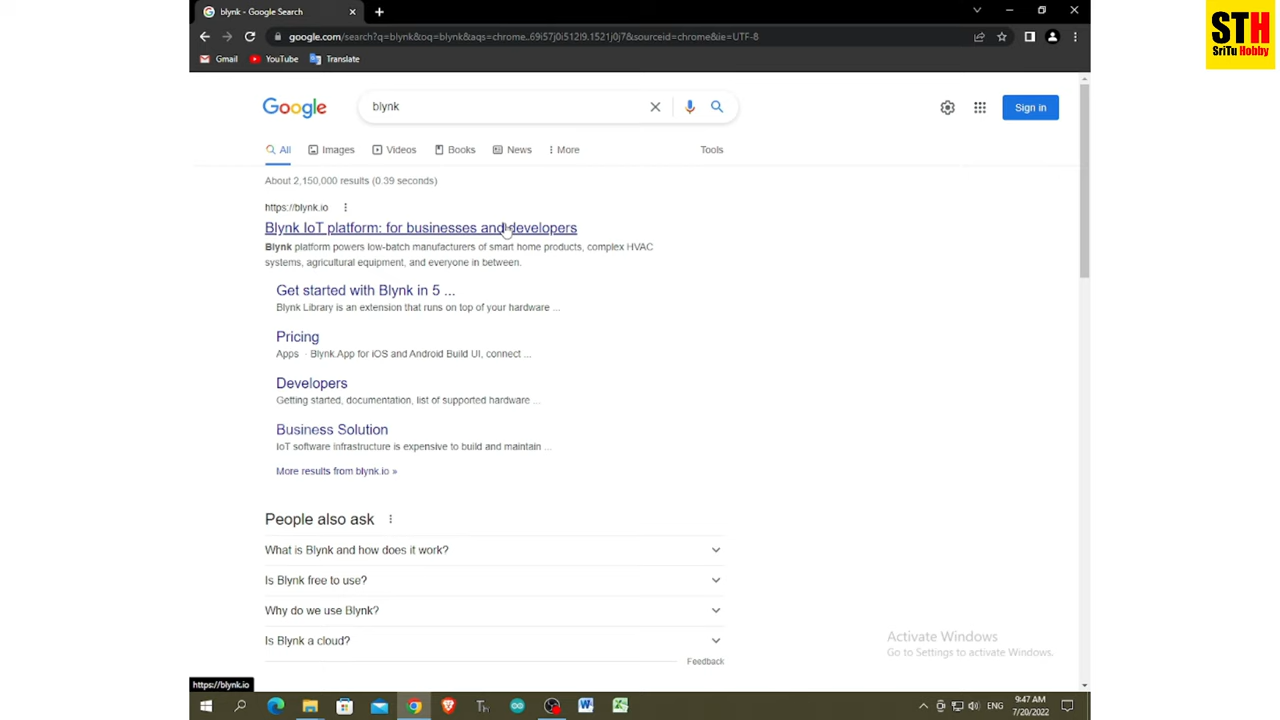 STH
SriTu Hobby
blynk - Google Search
google.com/search?q=blynk&oq=blynk&aqs=chrome..69i57j0i512l9.1521j0j7&sourceid=chrome&ie=UTF-8
Gmail YouTube Translate
Google blynk Sign in
All Images Videos Books News More Tools
About 2,150,000 results (0.39 seconds)
https://blynk.io
Blynk IoT platform: for businesses and developers
Blynk platform powers low-batch manufacturers of smart home products, complex HVAC
systems, agricultural equipment, and everyone in between.
Get started with Blynk in 5 ...
Blynk Library is an extension that runs on top of your hardware ...
Pricing
Apps · Blynk.App for iOS and Android Build UI, connect ...
Developers
Getting started, documentation, list of supported hardware ...
Business Solution
IoT software infrastructure is expensive to build and maintain ...
More results from blynk.io »
People also ask
What is Blynk and how does it work?
Is Blynk free to use?
Why do we use Blynk?
Is Blynk a cloud?
Feedback
Activate Windows
Go to Settings to activate Windows.
https://blynk.io
ENG
9:47 AM
7/20/2022